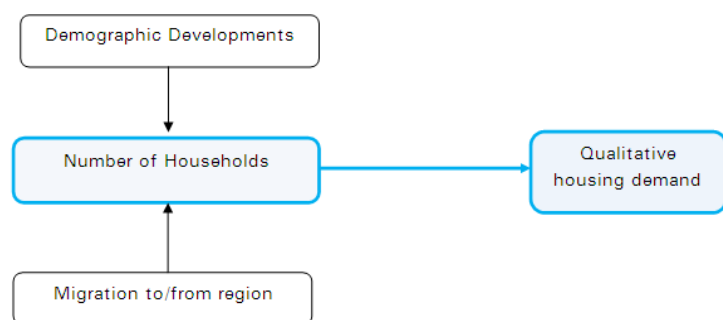 Demographic Developments
Number of Households
Qualitative
housing demand
Migration to/from region